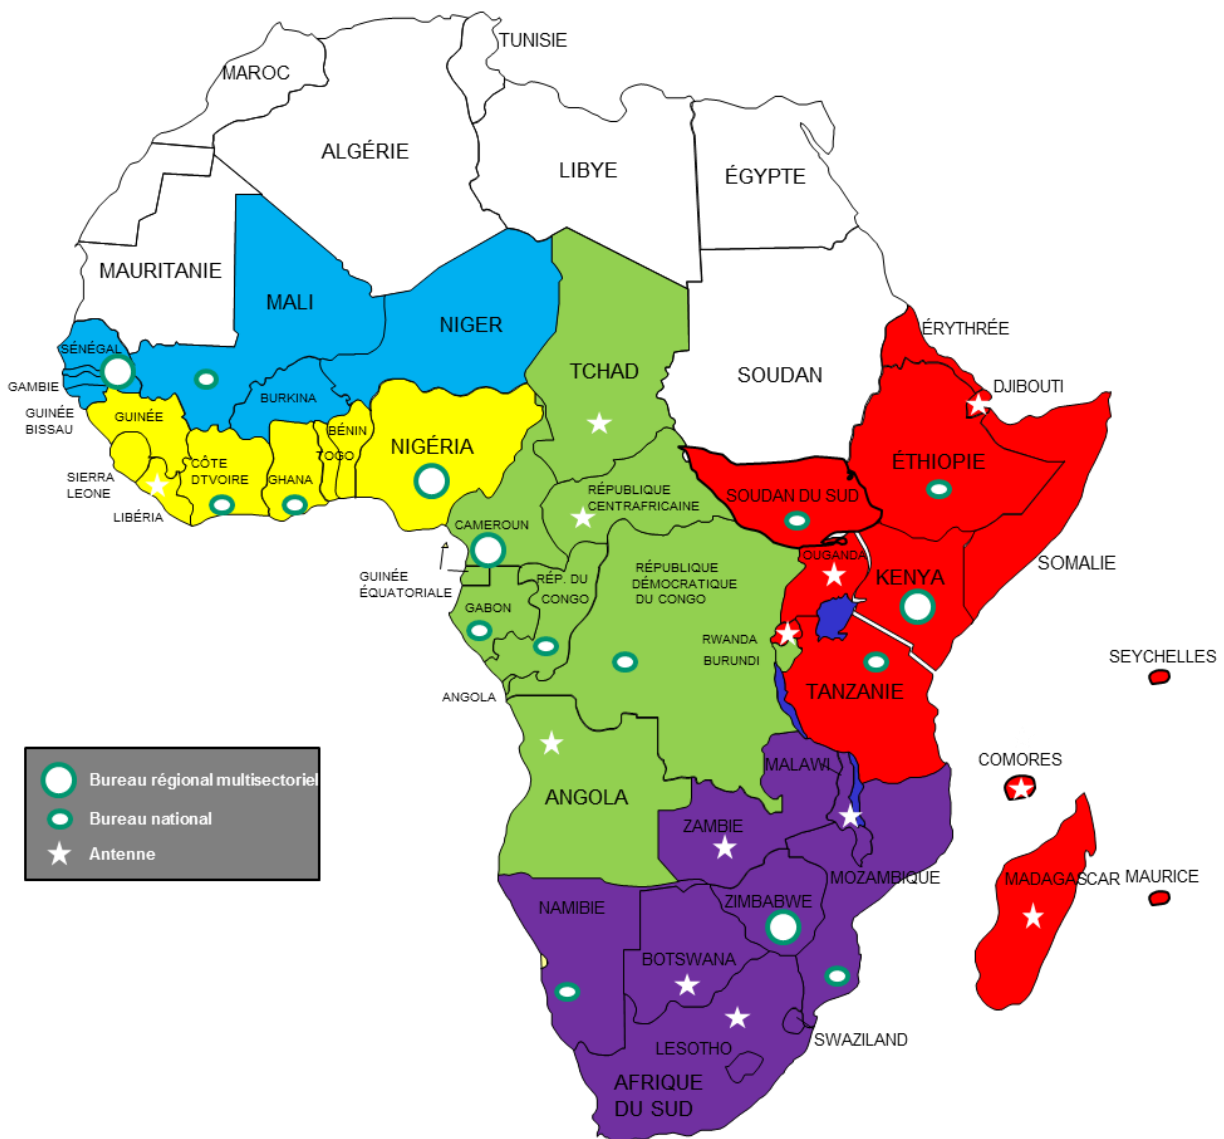 TUNISIE
MAROC
ALGÉRIE
LIBYE
ÉGYPTE
MAURITANIE
MALI
NIGER
ÉRYTHRÉE
SÉNÉGAL
TCHAD
SOUDAN
DJIBOUTI
GAMBIE
BURKINA
GUINÉE
BISSAU
GUINÉE
BÉNIN
NIGÉRIA
TOGO
CÔTE
DTVOIRE
GHANA
ÉTHIOPIE
SIERRA
LEONE
RÉPUBLIQUE
CENTRAFRICAINE
SOUDAN DU SUD
LIBÉRIA
CAMEROUN
OUGANDA
SOMALIE
GUINÉE
ÉQUATORIALE
RÉP. DU
CONGO
RÉPUBLIQUE
DÉMOCRATIQUE
DU CONGO
KENYA
GABON
RWANDA
BURUNDI
SEYCHELLES
ANGOLA
TANZANIE
COMORES
MALAWI
ANGOLA
ZAMBIE
MOZAMBIQUE
MADAGASCAR
MAURICE
NAMIBIE
ZIMBABWE
BOTSWANA
SWAZILAND
LESOTHO
AFRIQUE
DU SUD
Bureau régional multisectoriel
Bureau national
Antenne